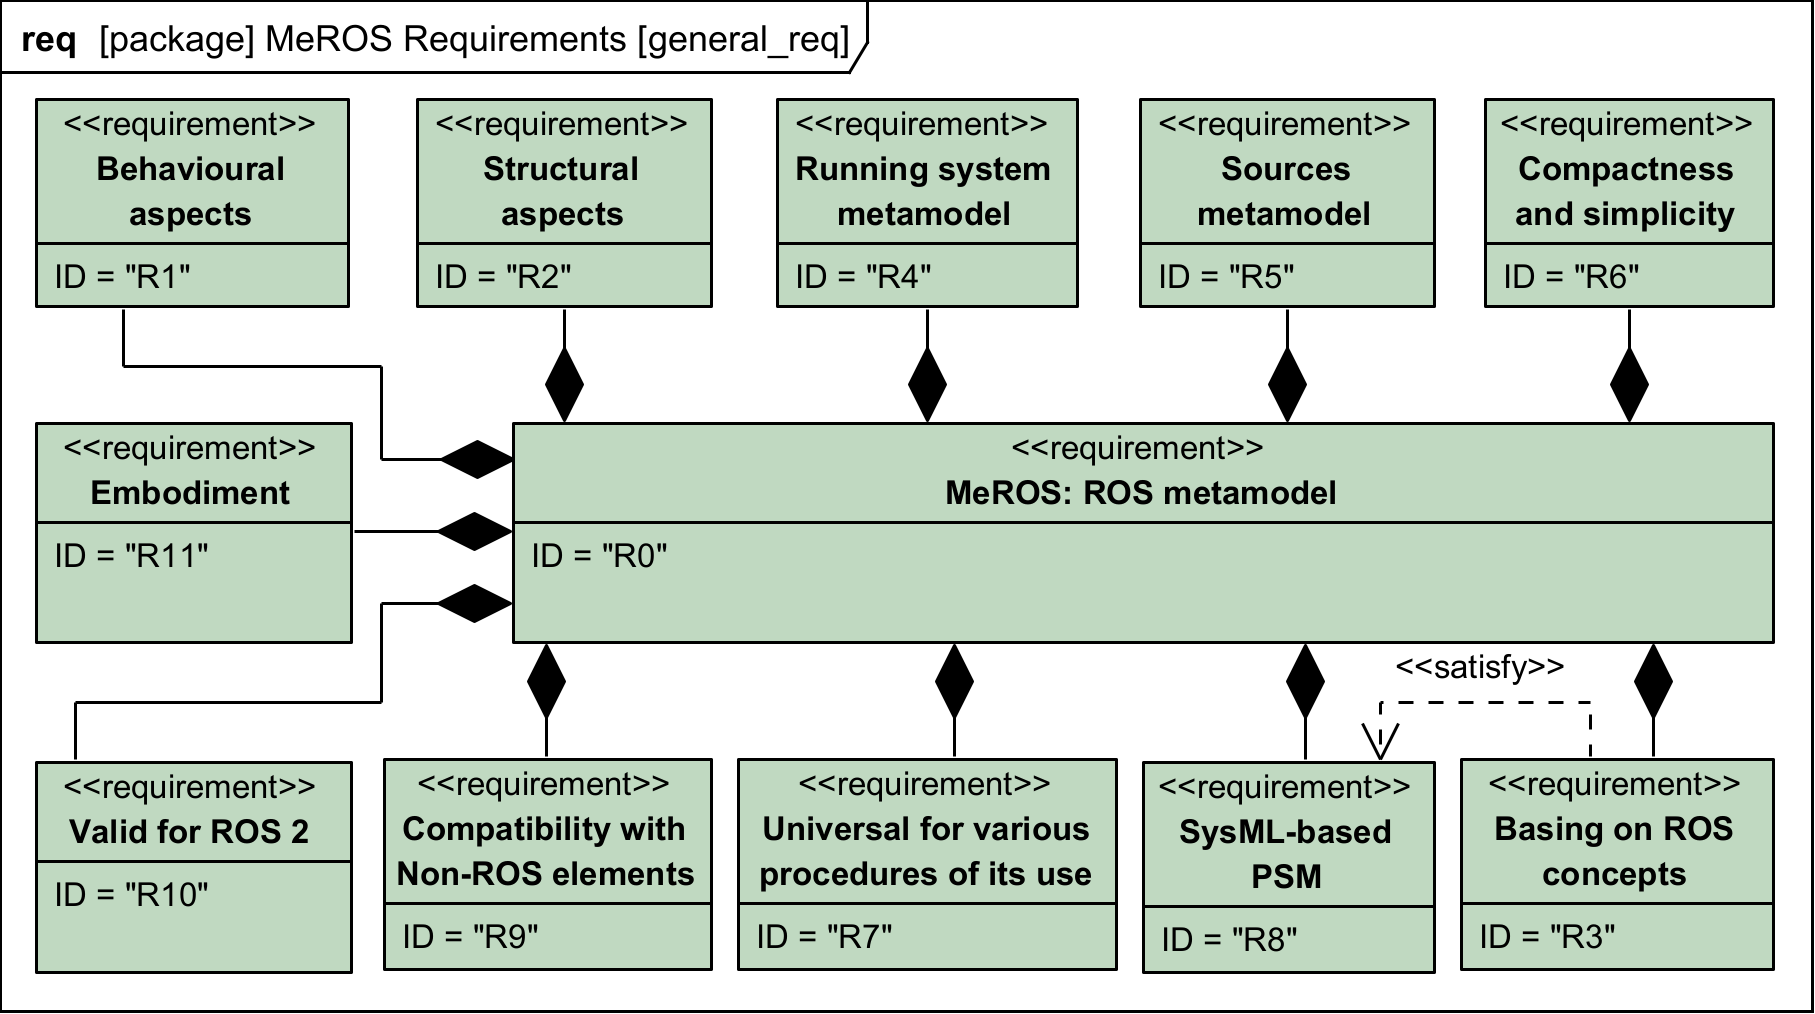 req [package] MeROS Requirements [general_req]
<<requirement>>
Behavioural
aspects
ID = "R1"
<<requirement>>
Structural
aspects
ID = "R2"
<<requirement>>
Running system
metamodel
ID = "R4"
<<requirement>>
Sources
metamodel
ID = "R5"
<<requirement>>
Compactness
and simplicity
ID = "R6"
<<requirement>>
Embodiment
ID = "R11"
<<requirement>>
MeROS: ROS metamodel
ID = "R0"
<<satisfy>>
<<requirement>>
Valid for ROS 2
ID = "R10"
<<requirement>>
Compatibility with
Non-ROS elements
ID = "R9"
<<requirement>>
Universal for various
procedures of its use
ID = "R7"
<<requirement>>
SysML-based
PSM
ID = "R8"
<<requirement>>
Basing on ROS
concepts
ID = "R3"